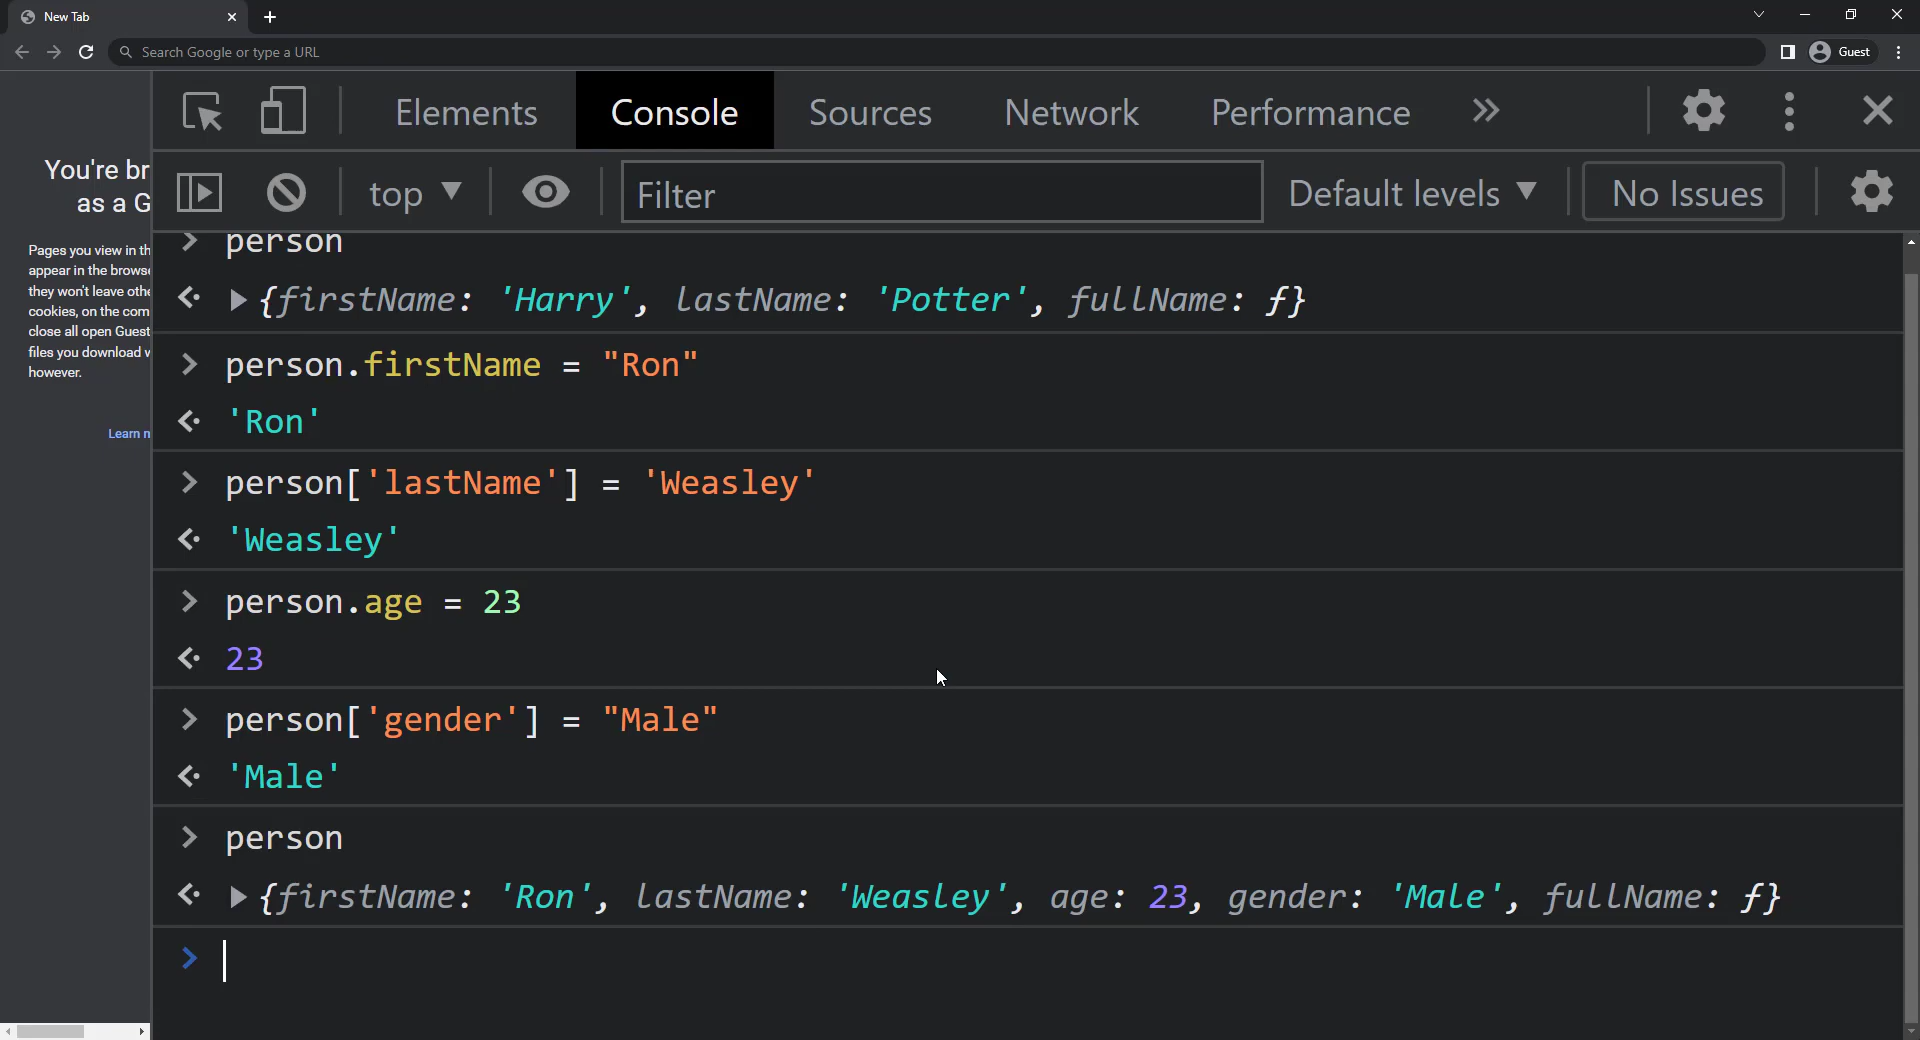 New Tab
Search Google or type a URL
Guest
Elements Console Sources Network Performance
top Filter Default levels No Issues
You're br
as a G
Pages you view in th
appear in the browse
they won't leave othe
cookies, on the com
close all open Guest
files you download w
however.
Learn n
> person
{firstName: 'Harry', lastName: 'Potter', fullName: ƒ}
> person.firstName = "Ron"
'Ron'
> person['lastName'] = 'Weasley'
'Weasley'
> person.age = 23
23
> person['gender'] = "Male"
'Male'
> person
{firstName: 'Ron', lastName: 'Weasley', age: 23, gender: 'Male', fullName: ƒ}
>